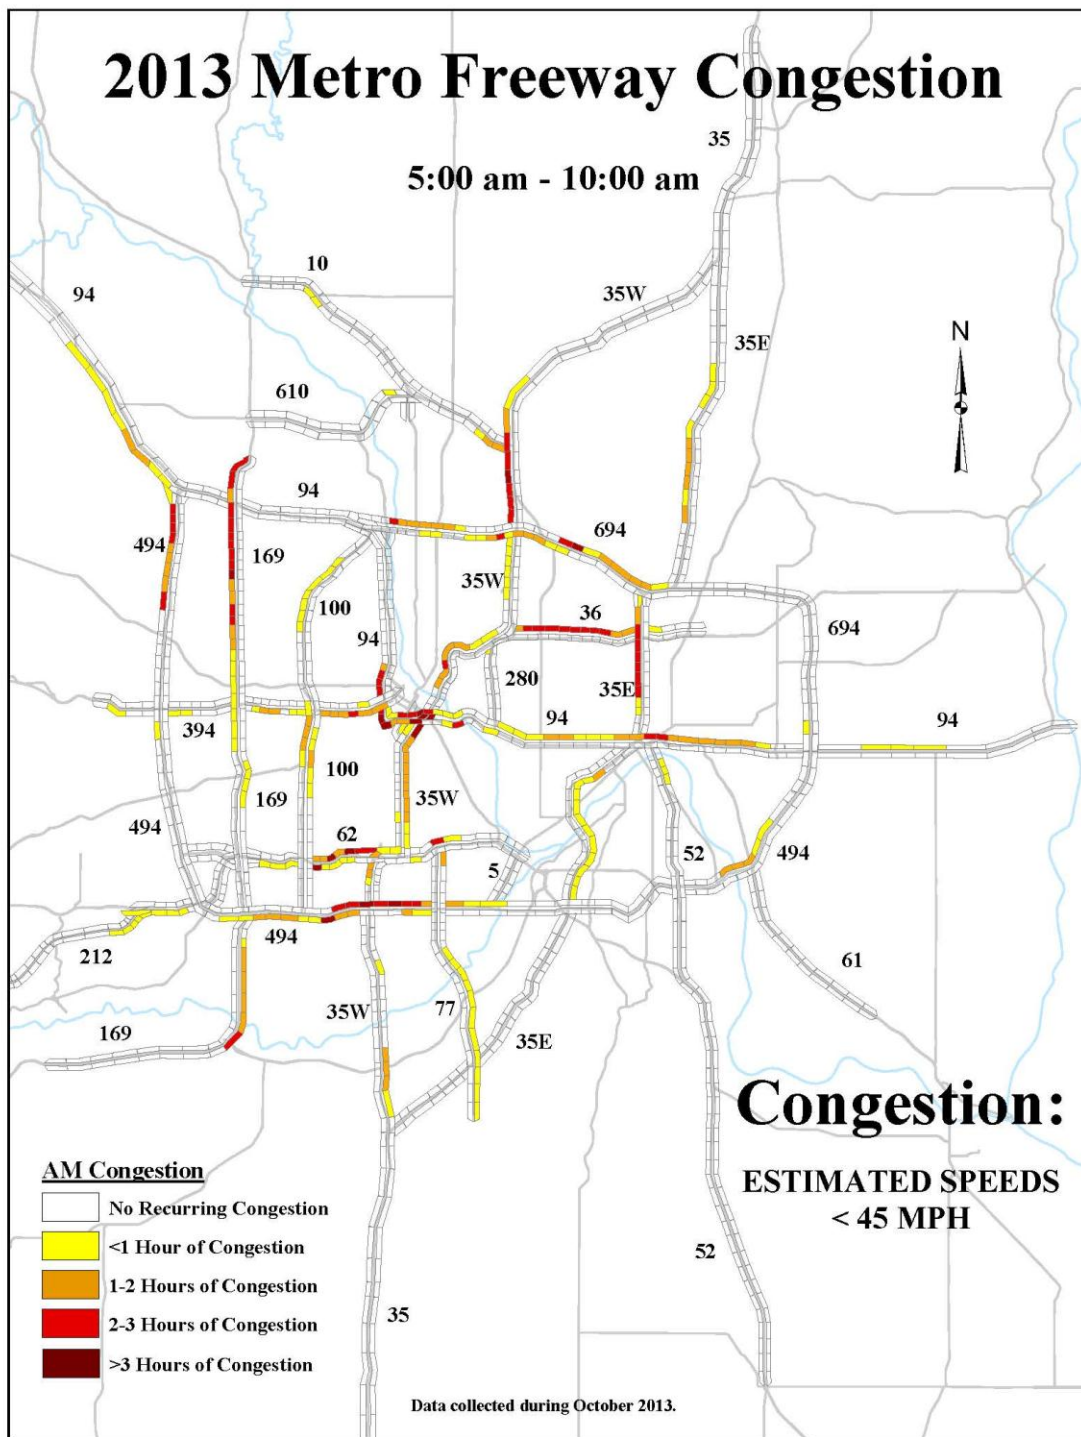 2013 Metro Freeway Congestion
5:00 am - 10:00 am
35
10
94
35W
35E
N
610
94
494
169
694
35W
100
36
94
694
280
35E
394
94
94
100
169
35W
494
62
52
494
5
494
212
61
35W
77
169
35E
Congestion:
ESTIMATED SPEEDS
< 45 MPH
AM Congestion
No Recurring Congestion
<1 Hour of Congestion
1-2 Hours of Congestion
2-3 Hours of Congestion
>3 Hours of Congestion
52
35
Data collected during October 2013.